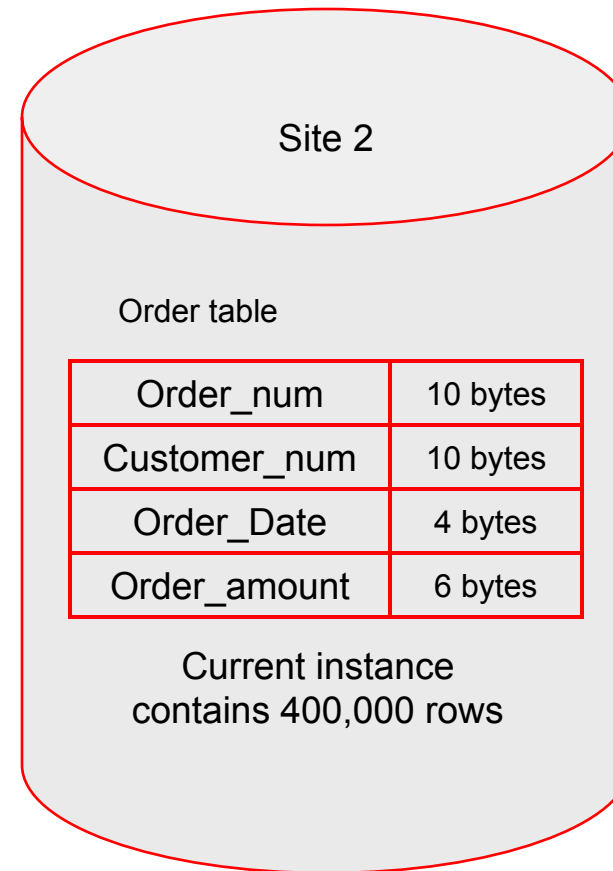 Site 2
Order table
Order_num 10 bytes
Customer_num 10 bytes
Order_Date 4 bytes
Order_amount 6 bytes
Current instance
contains 400,000 rows